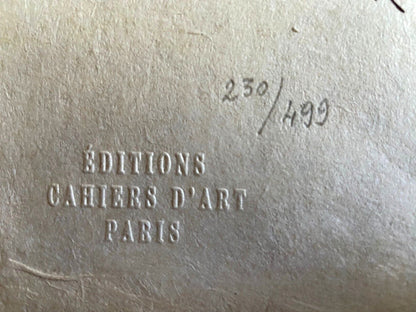 230/499
ÉDITIONS
CAHIERS D'ART
PARIS